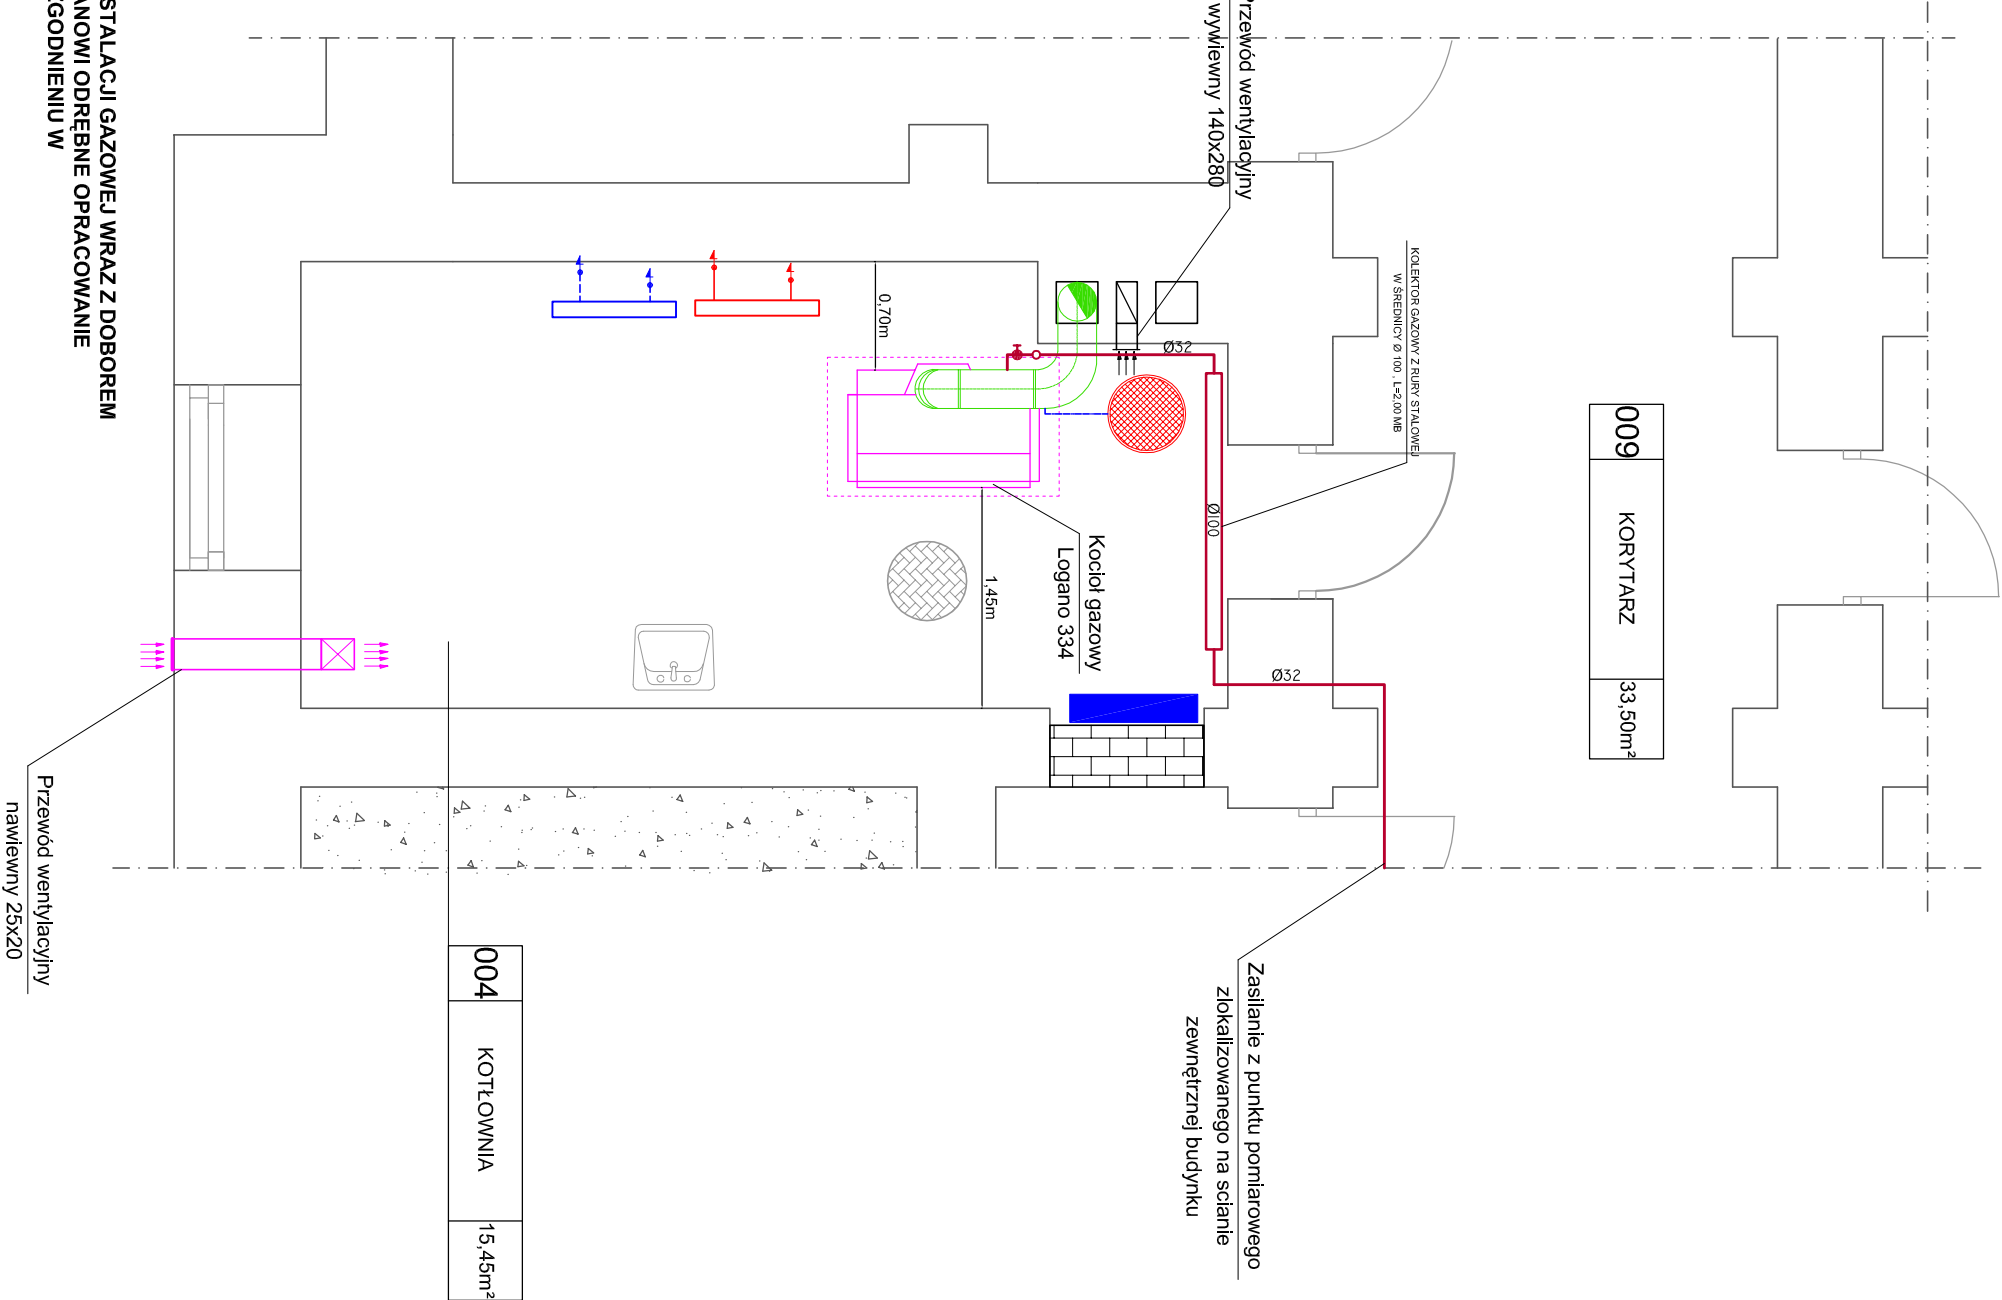 STALACJI GAZOWEJ WRAZ Z DOBOREM
ANOWI ODRĘBNE OPRACOWANIE
GODNIENIU W
Przewód wentylacyjny
wywiewny 140x280
KOLEKTOR GAZOWY Z RURY STALOWEJ
W ŚREDNICY Ø 100 , L=2,00 MB
009
KORYTARZ
33,50m²
0,70m
Ø32
Ø100
Kocioł gazowy
Logano 334
1,45m
Ø32
Przewód wentylacyjny
nawiewny 25x20
004
KOTŁOWNIA
15,45m²
Zasilanie z punktu pomiarowego
zlokalizowanego na scianie
zewnętrznej budynku